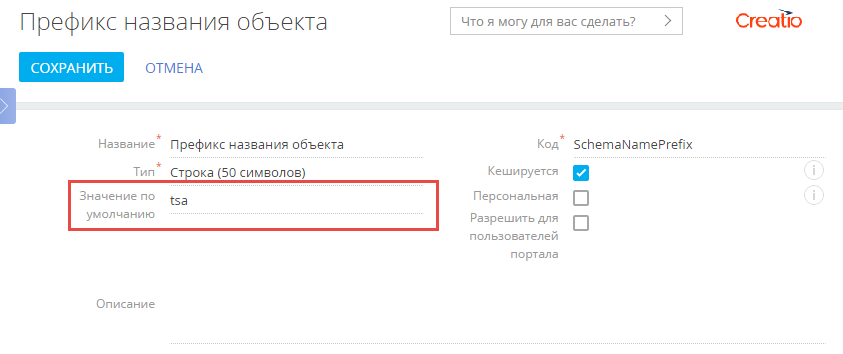 Префикс названия объекта
Что я могу для вас сделать?
Creatio
СОХРАНИТЬ
ОТМЕНА
Название*
Префикс названия объекта
Тип*
Строка (50 символов)
Значение по
умолчанию
tsa
Код*
SchemaNamePrefix
Кешируется
i
Персональная
i
Разрешить для
пользователей
портала
Описание